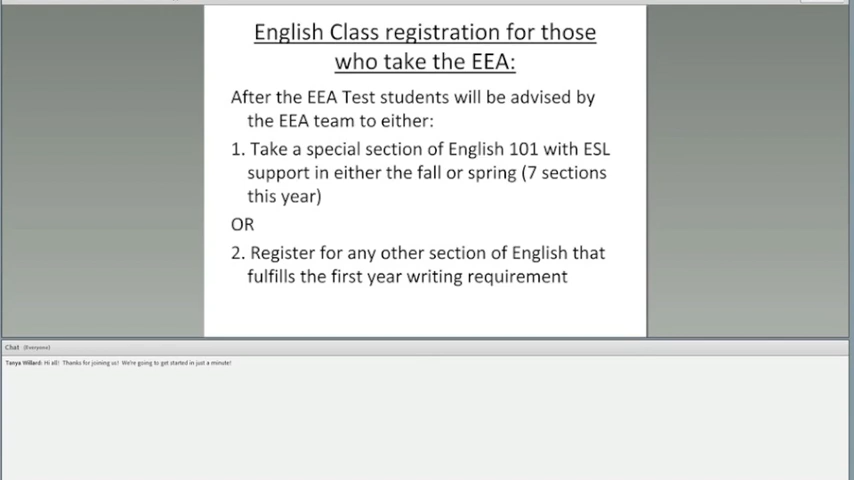 English Class registration for those
who take the EEA:
After the EEA Test students will be advised by
the EEA team to either:
1. Take a special section of English 101 with ESL
support in either the fall or spring (7 sections
this year)
OR
2. Register for any other section of English that
fulfills the first year writing requirement
Chat (Everyone)
Tanya Willard: Hi all! Thanks for joining us! We're going to get started in just a minute!